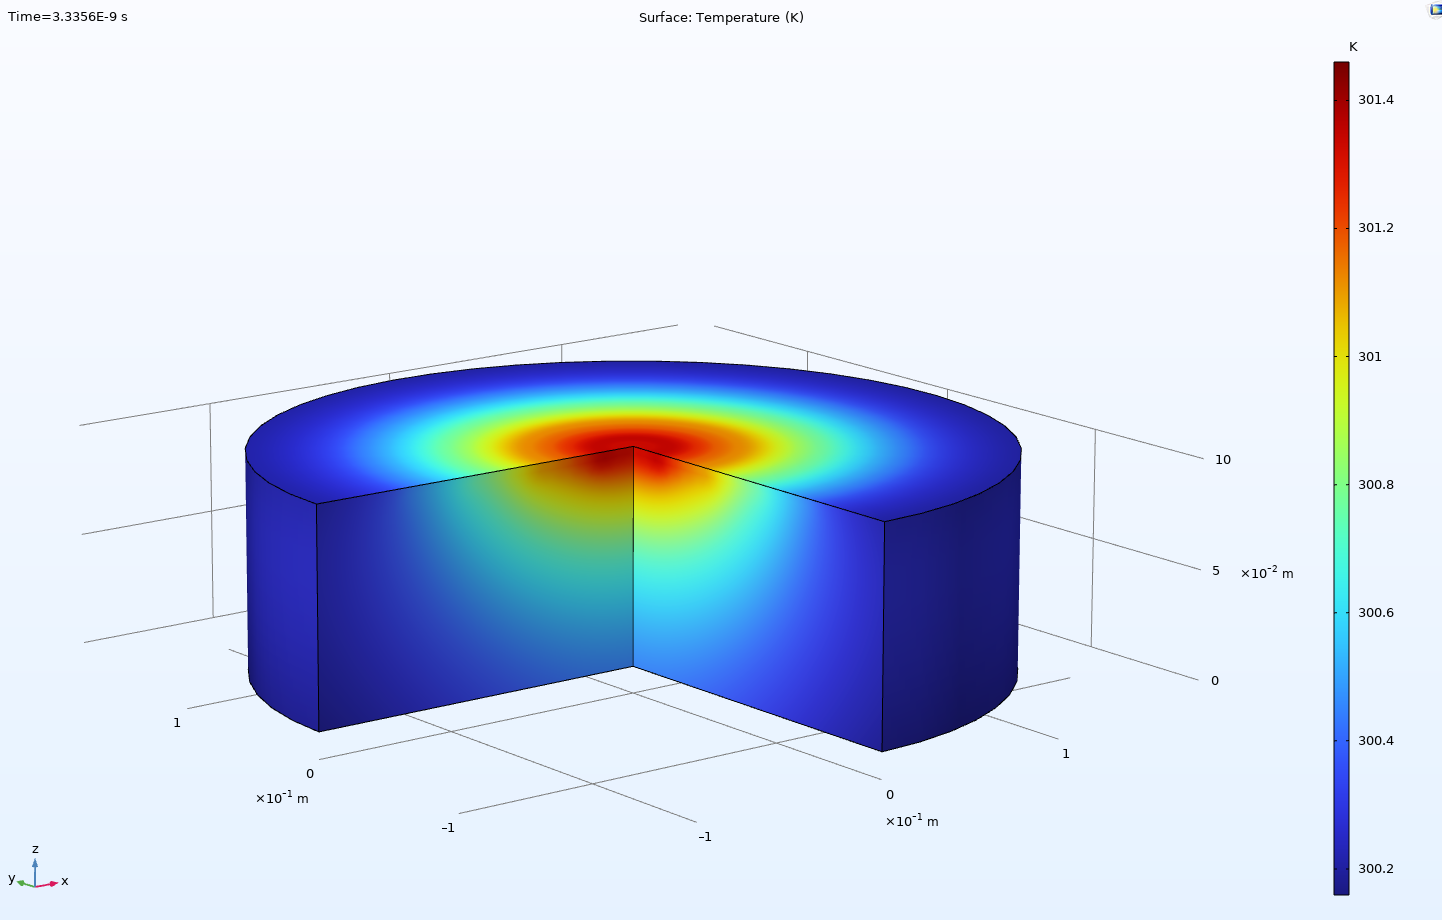 Time=3.3356E-9 s
Surface: Temperature (K)
K
301.4
301.2
301
300.8
300.6
300.4
300.2
10
5 ×10⁻² m
0
1
0
×10⁻¹ m
–1
1
0
×10⁻¹ m
–1
z
y x